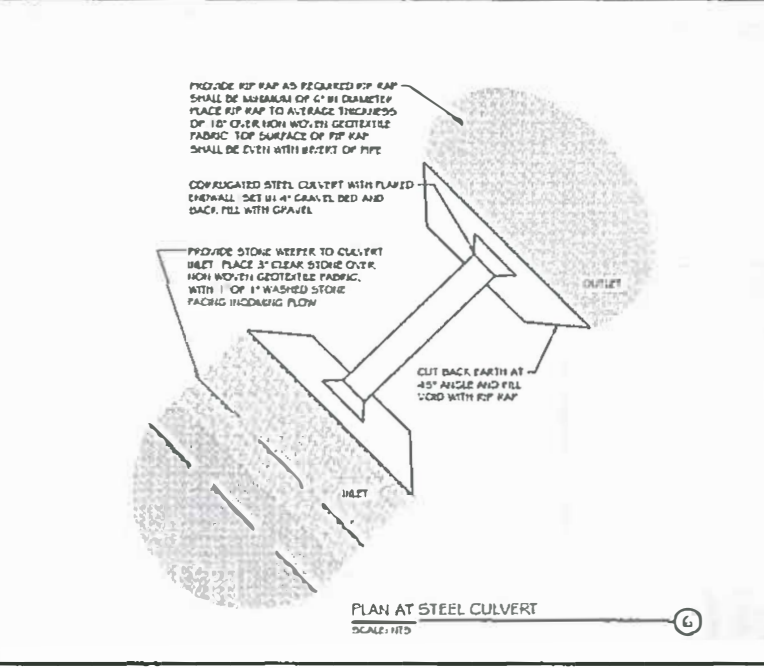 PROVIDE RIP RAP AS REQUIRED RIP RAP
SHALL BE MINIMUM OF 6" IN DIAMETER
PLACE RIP RAP TO AVERAGE THICKNESS
OF 18" OVER NON WOVEN GEOTEXTILE
FABRIC TOP SURFACE OF RIP RAP
SHALL BE EVEN WITH INVERT OF PIPE
CORRUGATED STEEL CULVERT WITH FLARED
ENDWALL SET IN 4" GRAVEL BED AND
BACK FILL WITH GRAVEL
PROVIDE STONE WEEPER TO CULVERT
INLET PLACE 3" CLEAR STONE OVER
NON WOVEN GEOTEXTILE FABRIC,
WITH 1' OF 1" WASHED STONE
FACING INCOMING FLOW
OUTLET
CUT BACK EARTH AT
45° ANGLE AND FILL
VOID WITH RIP RAP
INLET
PLAN AT STEEL CULVERT
SCALE: NTS
6